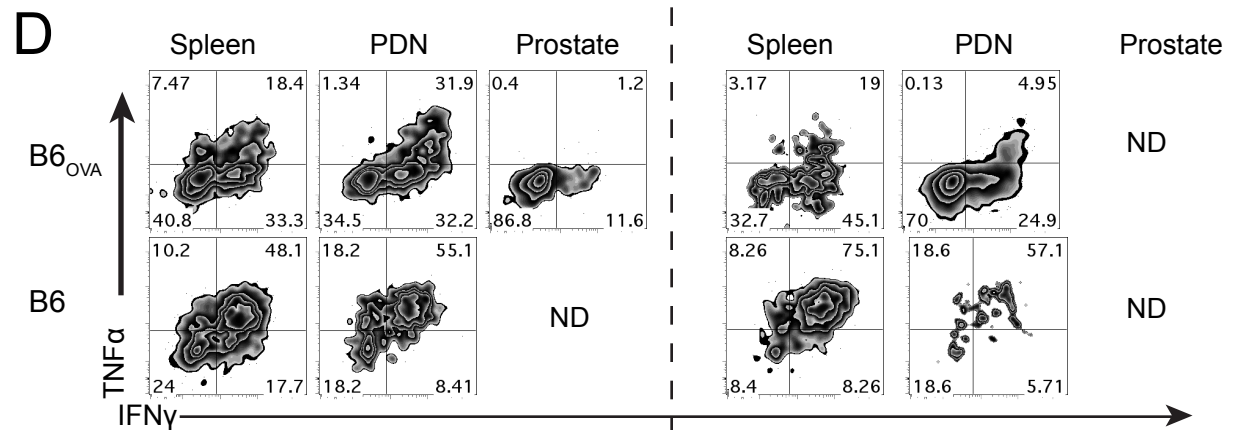 D
Spleen PDN Prostate Spleen PDN Prostate
B6OVA
7.47 18.4 1.34 31.9 0.4 1.2 3.17 19 0.13 4.95 ND
40.8 33.3 34.5 32.2 86.8 11.6 32.7 45.1 70 24.9
B6
10.2 48.1 18.2 55.1 ND 8.26 75.1 18.6 57.1 ND
24 17.7 18.2 8.41 8.4 8.26 18.6 5.71
TNFα
IFNγ